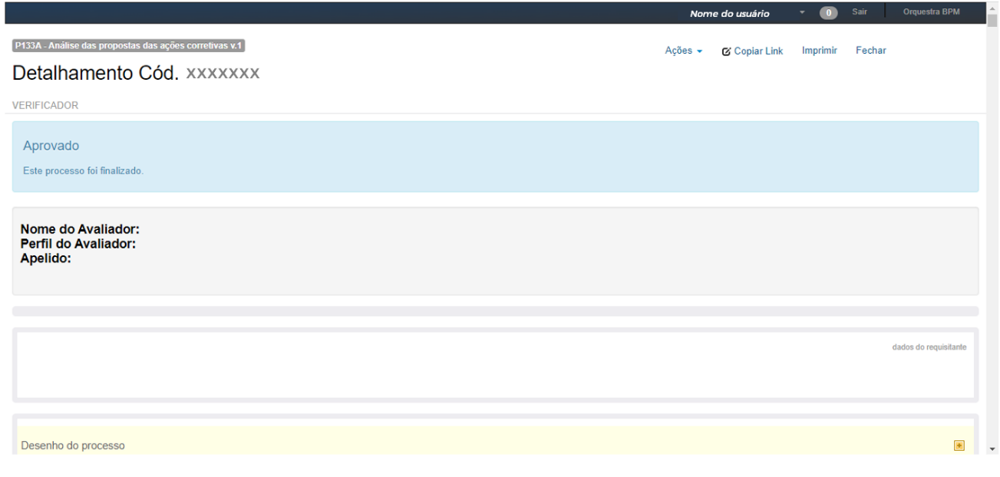 Nome do usuário 0 Sair Orquestra BPM
P133A - Análise das propostas das ações corretivas v.1
Ações Copiar Link Imprimir Fechar
Detalhamento Cód. XXXXXXX
VERIFICADOR
Aprovado
Este processo foi finalizado.
Nome do Avaliador:
Perfil do Avaliador:
Apelido:
dados do requisitante
Desenho do processo